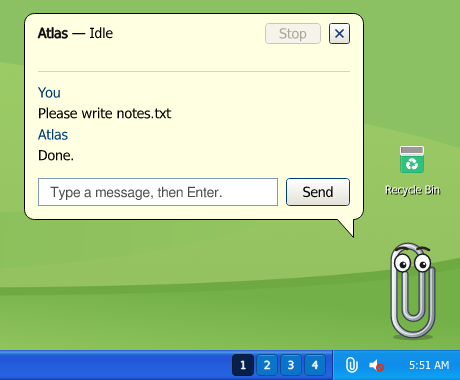 Atlas — Idle
Stop
You
Please write notes.txt
Atlas
Done.
Type a message, then Enter.
Send
Recycle Bin
1 2 3 4
5:51 AM